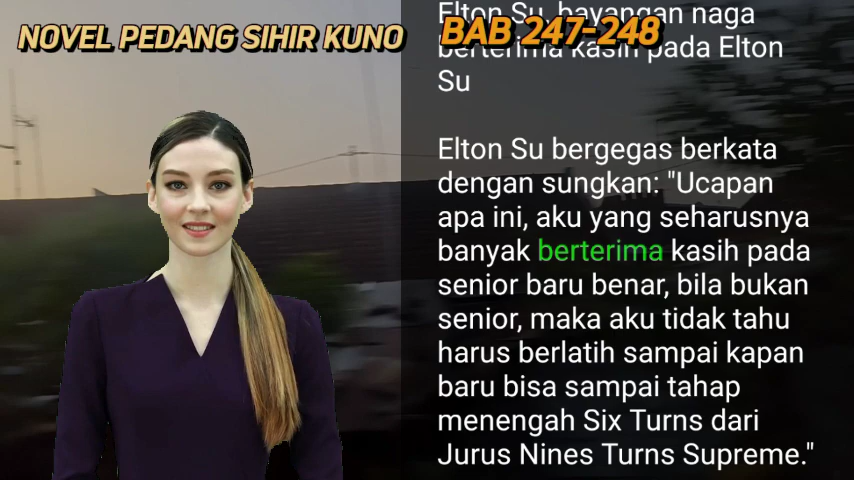 NOVEL PEDANG SIHIR KUNO
BAB 247-248
Elton Su, bayangan naga
berterima kasih pada Elton
Su
Elton Su bergegas berkata
dengan sungkan: "Ucapan
apa ini, aku yang seharusnya
banyak berterima kasih pada
senior baru benar, bila bukan
senior, maka aku tidak tahu
harus berlatih sampai kapan
baru bisa sampai tahap
menengah Six Turns dari
Jurus Nines Turns Supreme."